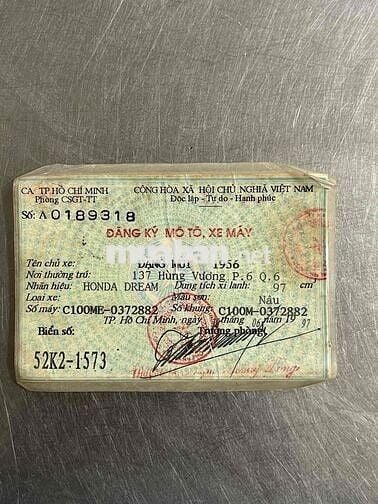 CA. TP.HỒ CHÍ MINH
Phòng CSGT-TT
CỘNG HÒA XÃ HỘI CHỦ NGHĨA VIỆT NAM
Độc lập - Tự do - Hạnh phúc
Số: A 0189318
ĐĂNG KÝ MÔ TÔ, XE MÁY
Tên chủ xe: 1956
Nơi thường trú: 137 Hùng Vương P.6 Q.6
Nhãn hiệu: HONDA DREAM Dung tích xi lanh: 97 cm³
Loại xe: Màu sơn: Nâu
Số máy: C100ME-0372882 Số khung: C100M-0372882
TP. Hồ Chí Minh, ngày tháng năm 19
Biển số: Trưởng phòng
52K2-1573